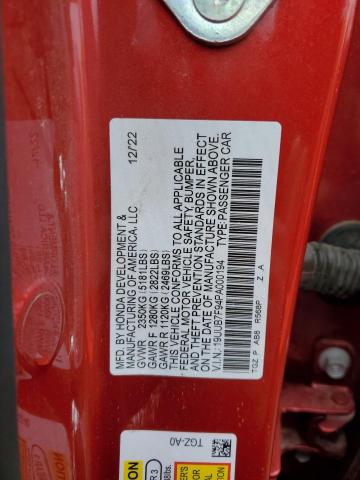 MFD. BY HONDA DEVELOPMENT &
MANUFACTURING OF AMERICA, LLC 12/'22
GVWR 2350KG(5181LBS)
GAWR F 1280KG(2822LBS)
GAWR R 1120KG(2469LBS)
THIS VEHICLE CONFORMS TO ALL APPLICABLE
FEDERAL MOTOR VEHICLE SAFETY, BUMPER,
AND THEFT PREVENTION STANDARDS IN EFFECT
ON THE DATE OF MANUFACTURE SHOWN ABOVE.
V.I.N.:19UUB7F94PA000194 TYPE:PASSENGER CAR
TGZ P AB8 R568P Z A
TGZ-A0